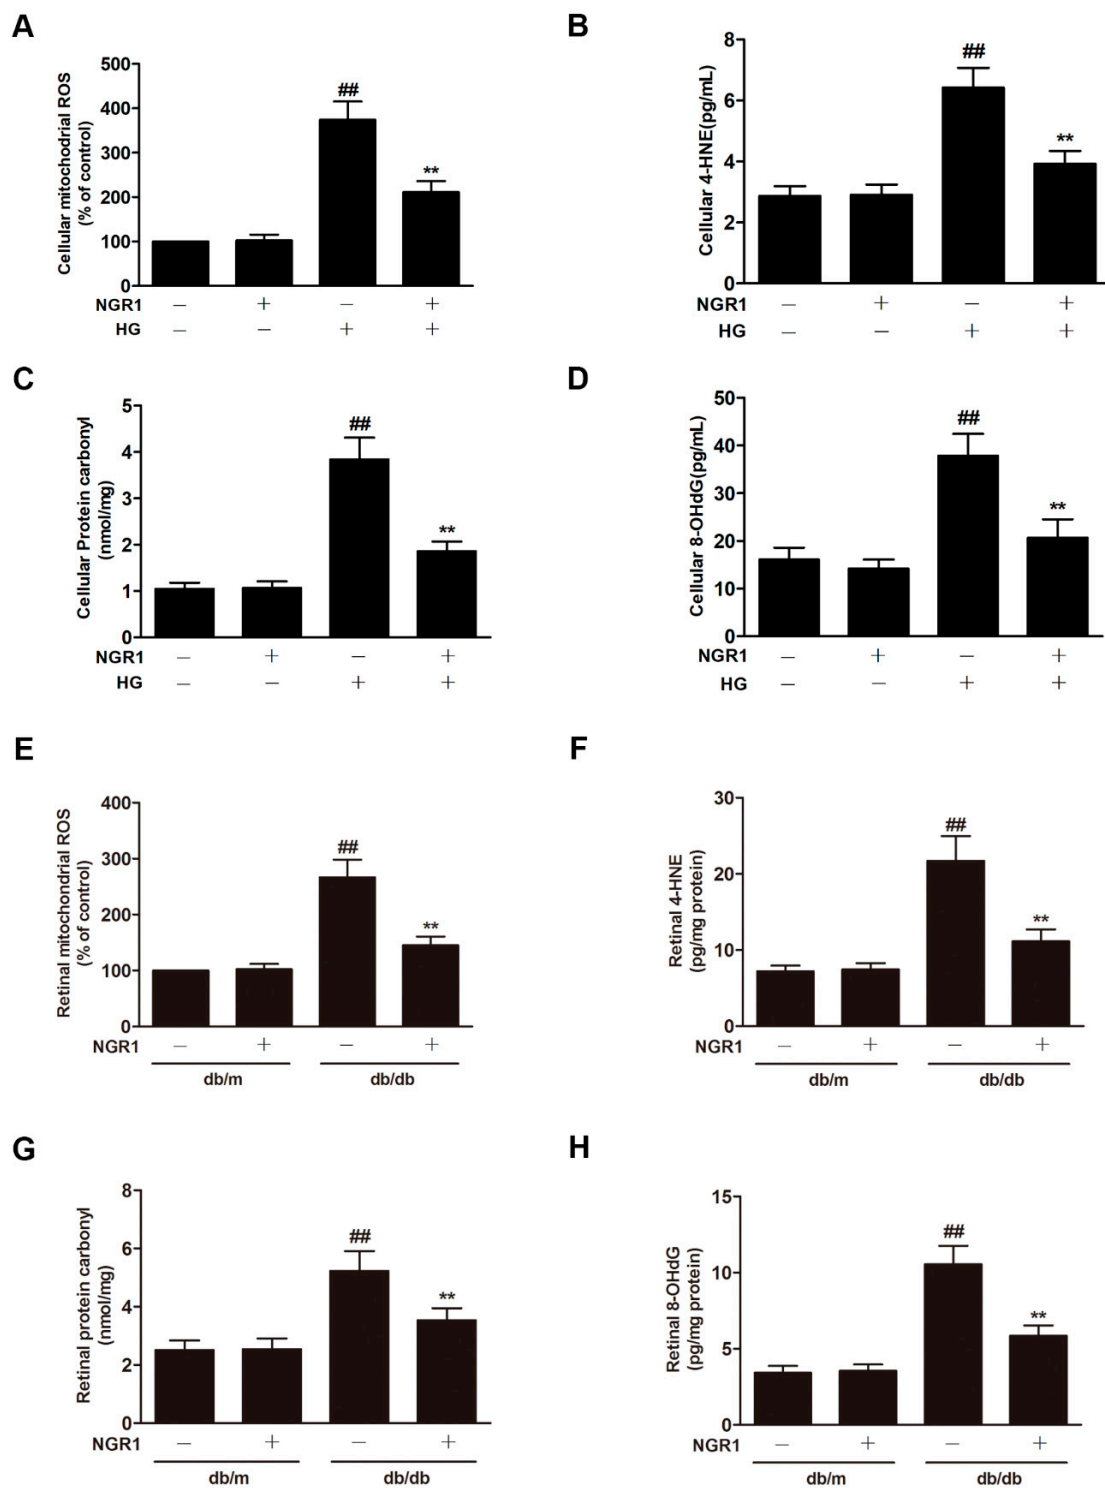 A
Cellular mitochodrial ROS
(% of control)
500
400
300
200
100
0
##
**
NGR1 — + — +
HG — — + +
B
Cellular 4-HNE(pg/mL)
8
6
4
2
0
##
**
NGR1 — + — +
HG — — + +
C
Cellular Protein carbonyl
(nmol/mg)
5
4
3
2
1
0
##
**
NGR1 — + — +
HG — — + +
D
Cellular 8-OHdG(pg/mL)
50
40
30
20
10
0
##
**
NGR1 — + — +
HG — — + +
E
Retinal mitochondrial ROS
(% of control)
400
300
200
100
0
##
**
NGR1 — + — +
db/m db/db
F
Retinal 4-HNE
(pg/mg protein)
30
20
10
0
##
**
NGR1 — + — +
db/m db/db
G
Retinal protein carbonyl
(nmol/mg)
8
6
4
2
0
##
**
NGR1 — + — +
db/m db/db
H
Retinal 8-OHdG
(pg/mg protein)
15
10
5
0
##
**
NGR1 — + — +
db/m db/db